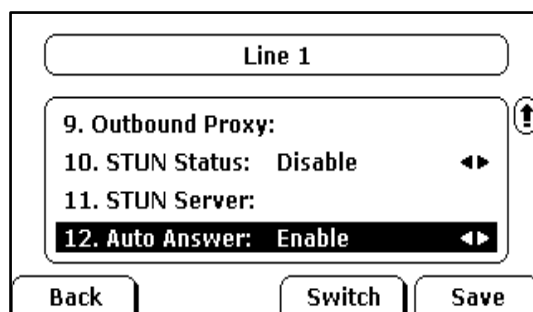 Line 1
9. Outbound Proxy:
10. STUN Status: Disable
11. STUN Server:
12. Auto Answer: Enable
Back Switch Save